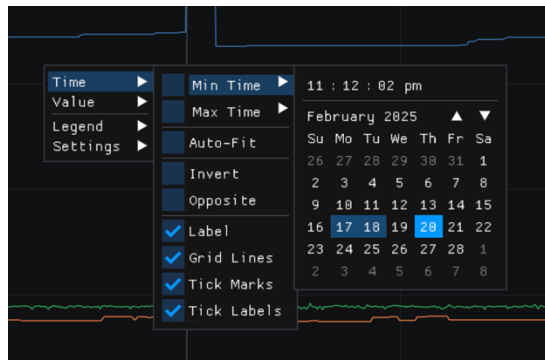 Time
Value
Legend
Settings
Min Time
Max Time
Auto-Fit
Invert
Opposite
Label
Grid Lines
Tick Marks
Tick Labels
11 : 12 : 02 pm
February 2025
Su Mo Tu We Th Fr Sa
26 27 28 29 30 31 1
2 3 4 5 6 7 8
9 10 11 12 13 14 15
16 17 18 19 20 21 22
23 24 25 26 27 28 1
2 3 4 5 6 7 8